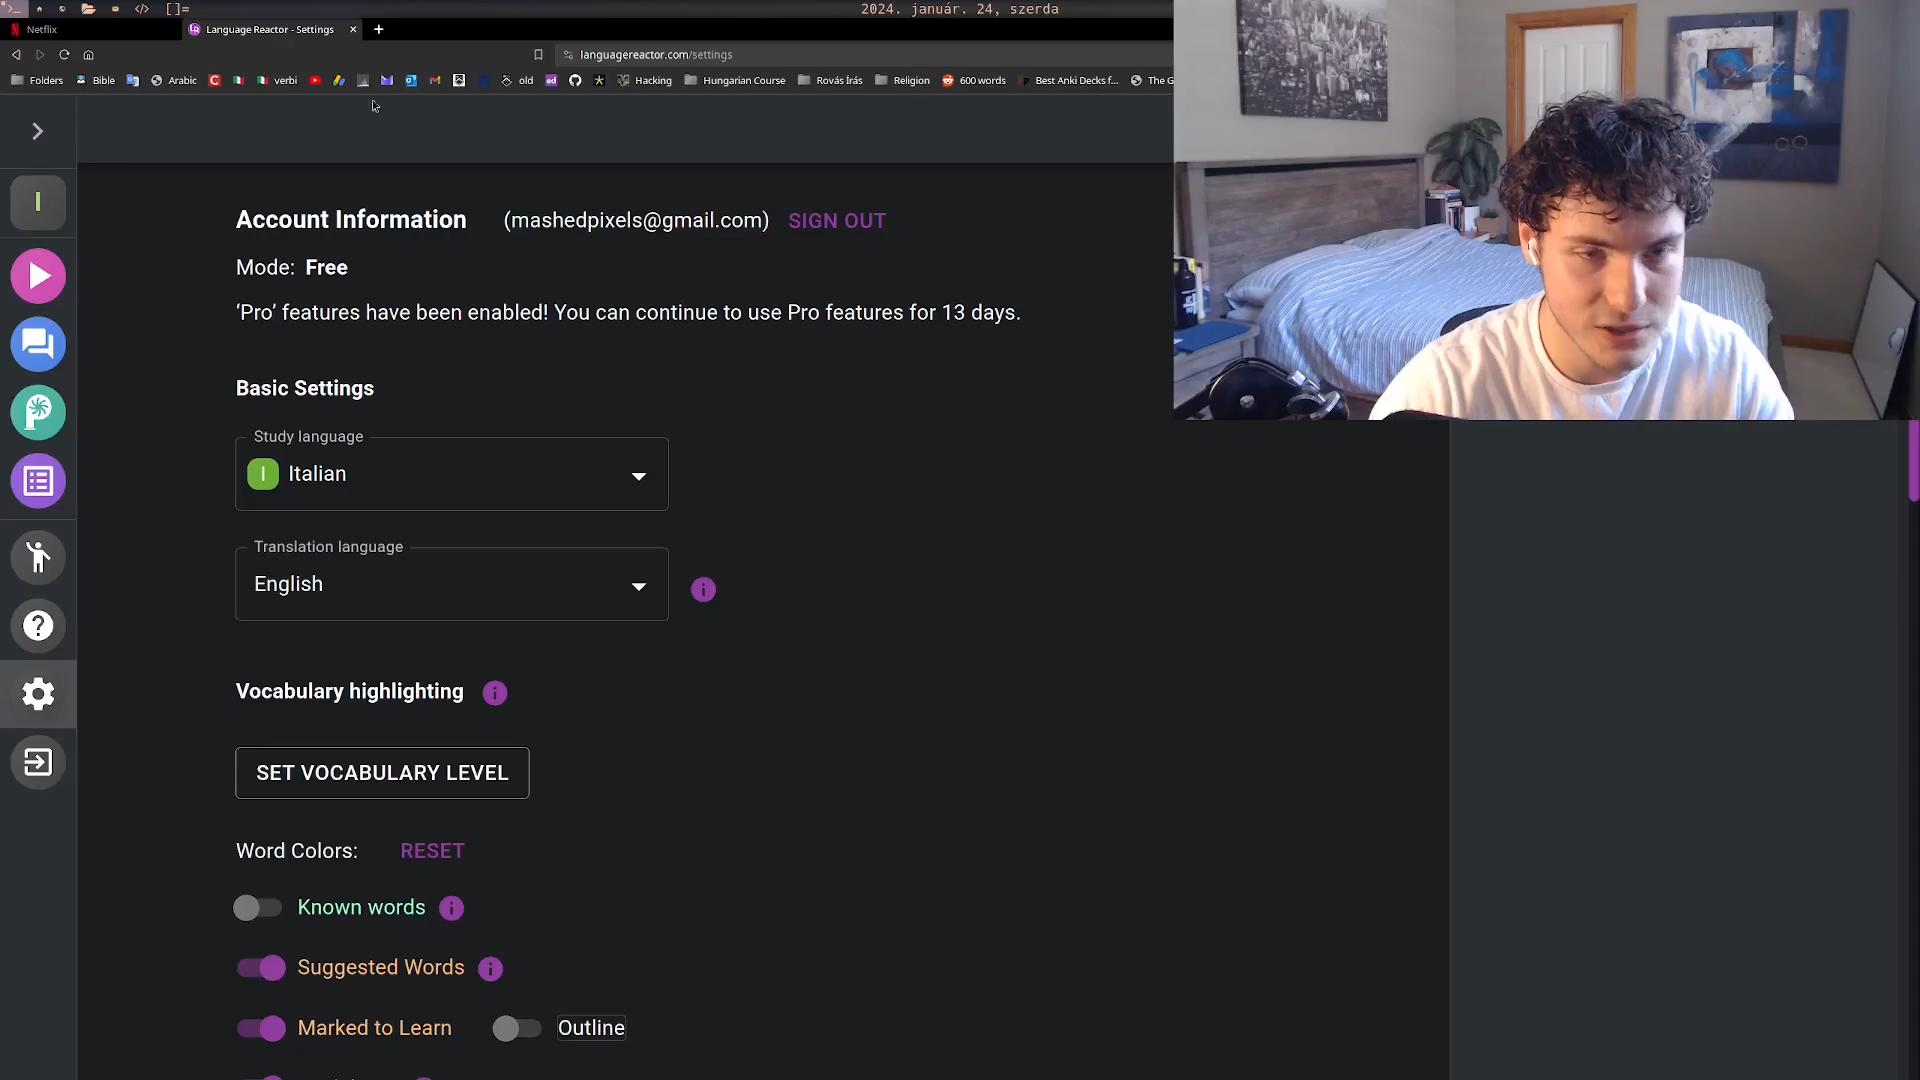 []=
2024. január. 24, szerda
Netflix
Language Reactor - Settings
languagereactor.com/settings
Folders Bible Arabic verbi old Hacking Hungarian Course Rovás Írás Religion 600 words Best Anki Decks f... The G
Account Information (mashedpixels@gmail.com) SIGN OUT
Mode: Free
‘Pro’ features have been enabled! You can continue to use Pro features for 13 days.
Basic Settings
Study language
I Italian
Translation language
English
Vocabulary highlighting
SET VOCABULARY LEVEL
Word Colors: RESET
Known words
Suggested Words
Marked to Learn Outline